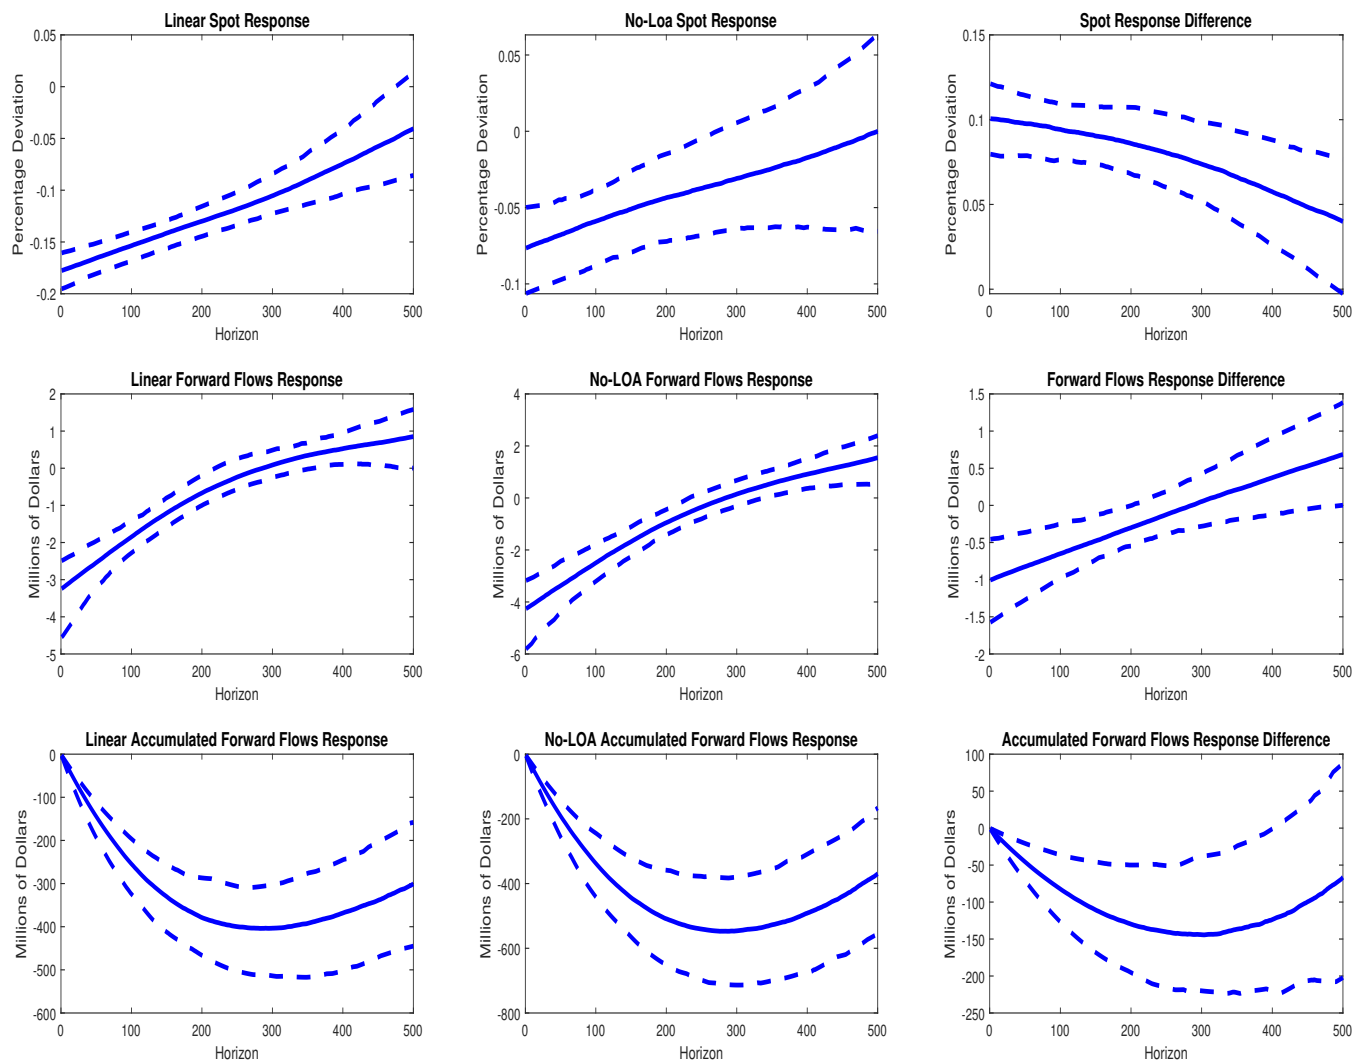 Linear Spot Response
0.05
0
-0.05
-0.1
-0.15
-0.2
Percentage Deviation
0 100 200 300 400 500
Horizon
No-Loa Spot Response
0.05
0
-0.05
-0.1
Percentage Deviation
0 100 200 300 400 500
Horizon
Spot Response Difference
0.15
0.1
0.05
0
Percentage Deviation
0 100 200 300 400 500
Horizon
Linear Forward Flows Response
2
1
0
-1
-2
-3
-4
-5
Millions of Dollars
0 100 200 300 400 500
Horizon
No-LOA Forward Flows Response
4
2
0
-2
-4
-6
Millions of Dollars
0 100 200 300 400 500
Horizon
Forward Flows Response Difference
1.5
1
0.5
0
-0.5
-1
-1.5
-2
Millions of Dollars
0 100 200 300 400 500
Horizon
Linear Accumulated Forward Flows Response
0
-100
-200
-300
-400
-500
-600
Millions of Dollars
0 100 200 300 400 500
Horizon
No-LOA Accumulated Forward Flows Response
0
-200
-400
-600
-800
Millions of Dollars
0 100 200 300 400 500
Horizon
Accumulated Forward Flows Response Difference
100
50
0
-50
-100
-150
-200
-250
Millions of Dollars
0 100 200 300 400 500
Horizon